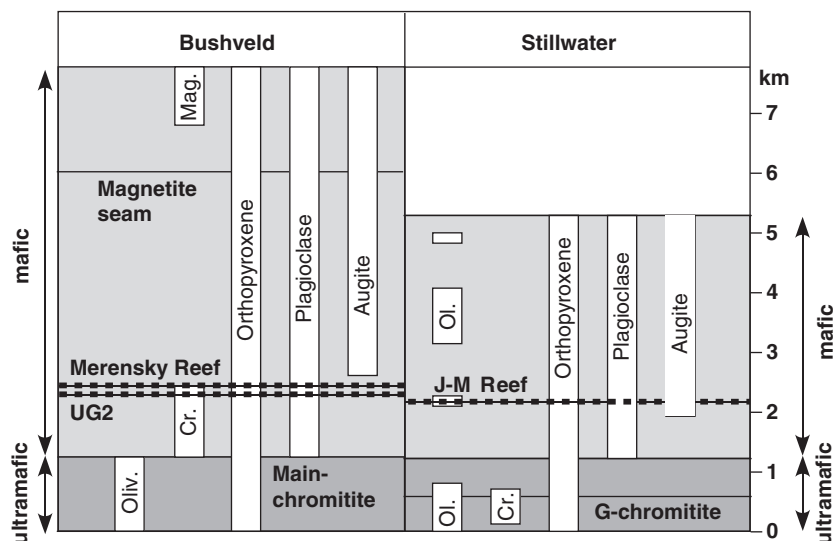 Bushveld
Stillwater
km
Mag.
7
6
Magnetite
seam
mafic
Orthopyroxene
Plagioclase
Augite
5
Ol.
Orthopyroxene
Plagioclase
Augite
mafic
4
3
Merensky Reef
J-M Reef
UG2
Cr.
2
ultramafic
Oliv.
Main-
chromitite
Ol.
Cr.
G-chromitite
1
0
ultramafic